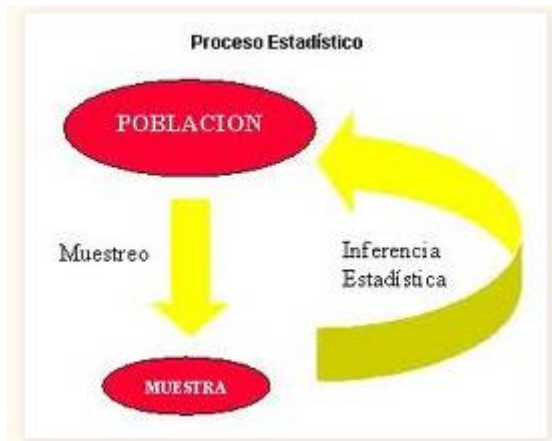 Proceso Estadístico
POBLACION
Muestreo
Inferencia
Estadística
MUESTRA